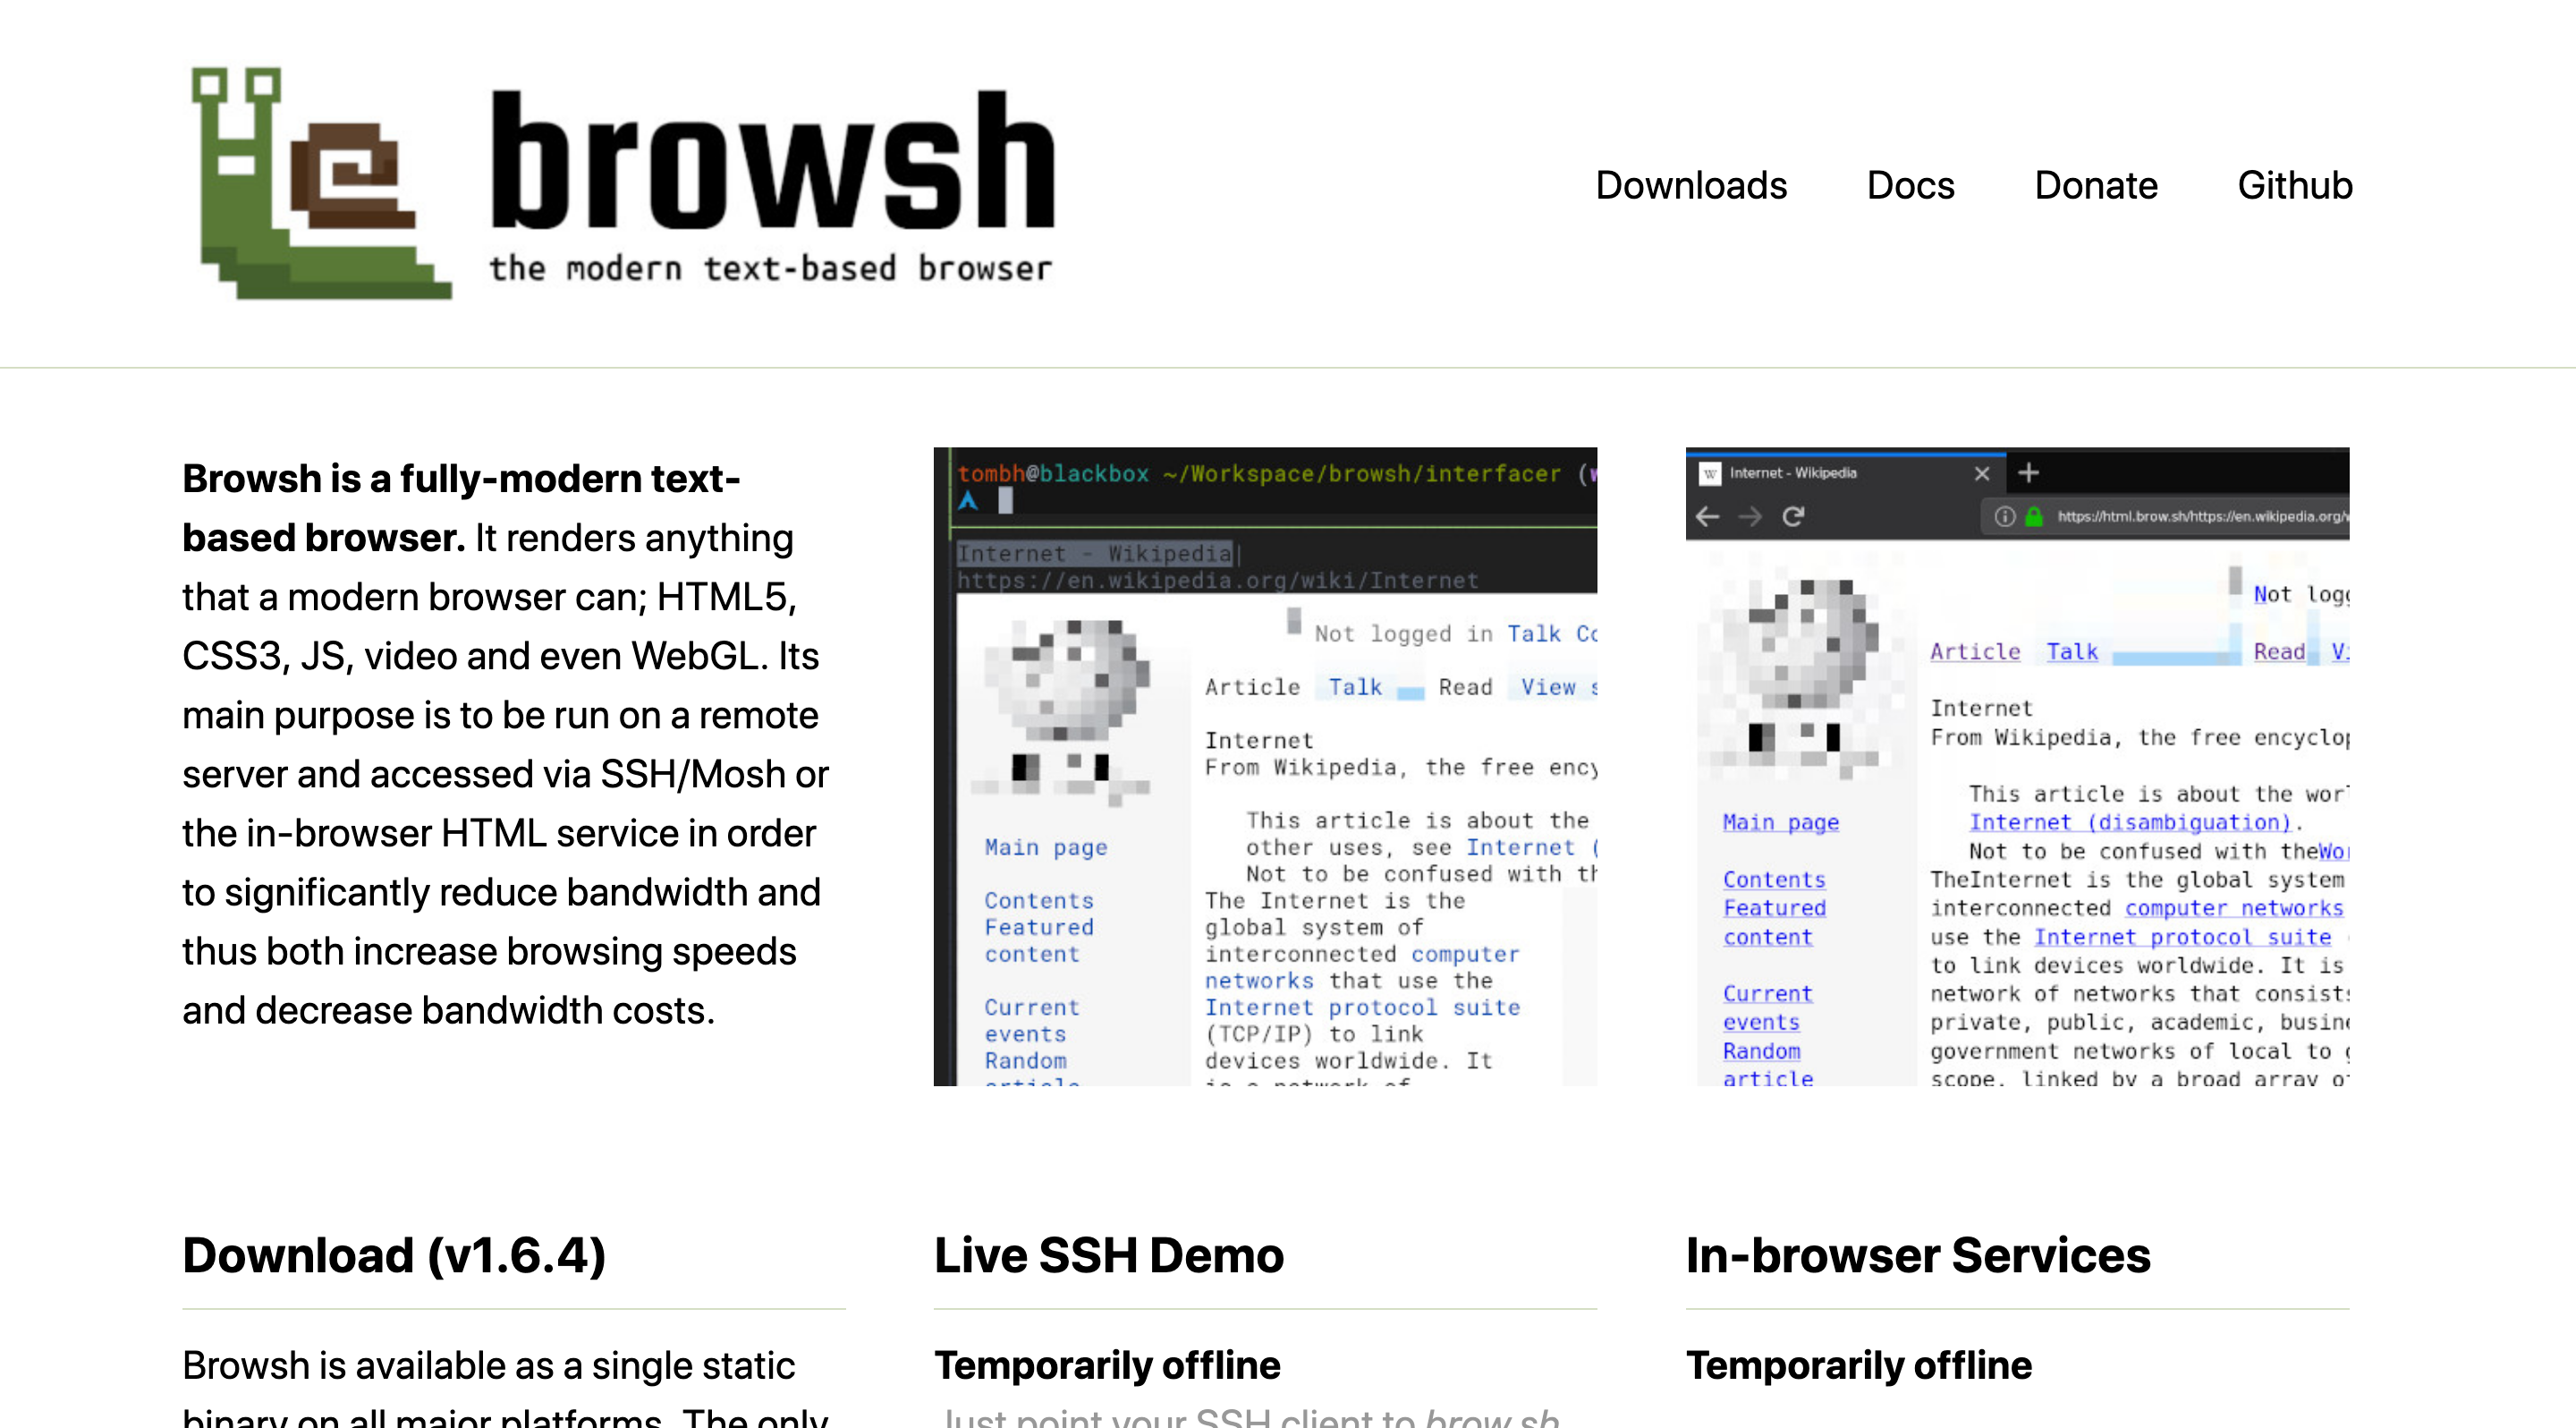 browsh
the modern text-based browser
Downloads Docs Donate Github
Browsh is a fully-modern text-
based browser. It renders anything
that a modern browser can; HTML5,
CSS3, JS, video and even WebGL. Its
main purpose is to be run on a remote
server and accessed via SSH/Mosh or
the in-browser HTML service in order
to significantly reduce bandwidth and
thus both increase browsing speeds
and decrease bandwidth costs.
tombh@blackbox ~/Workspace/browsh/interfacer
Internet - Wikipedia
https://en.wikipedia.org/wiki/Internet
Not logged in Talk
Article Talk Read View
Internet
From Wikipedia, the free
This article is about the
other uses, see Internet (
Not to be confused with
Main page
Contents
Featured
content
Current
events
Random
article
The Internet is the
global system of
interconnected computer
networks that use the
Internet protocol suite
(TCP/IP) to link
devices worldwide. It
is a network of
Internet - Wikipedia
https://html.brow.sh/https://en.wikipedia.org/
Not
Article Talk Read
Internet
From Wikipedia, the free
This article is about the
Internet (disambiguation).
Not to be confused with the
Main page
Contents
Featured
content
Current
events
Random
article
TheInternet is the global system
interconnected computer networks
use the Internet protocol suite
to link devices worldwide. It is
network of networks that
private, public, academic,
government networks of local to
scope, linked by a broad array
Download (v1.6.4)
Browsh is available as a single static
binary on all major platforms. The only
Live SSH Demo
Temporarily offline
Just point your SSH client to brow.sh
In-browser Services
Temporarily offline